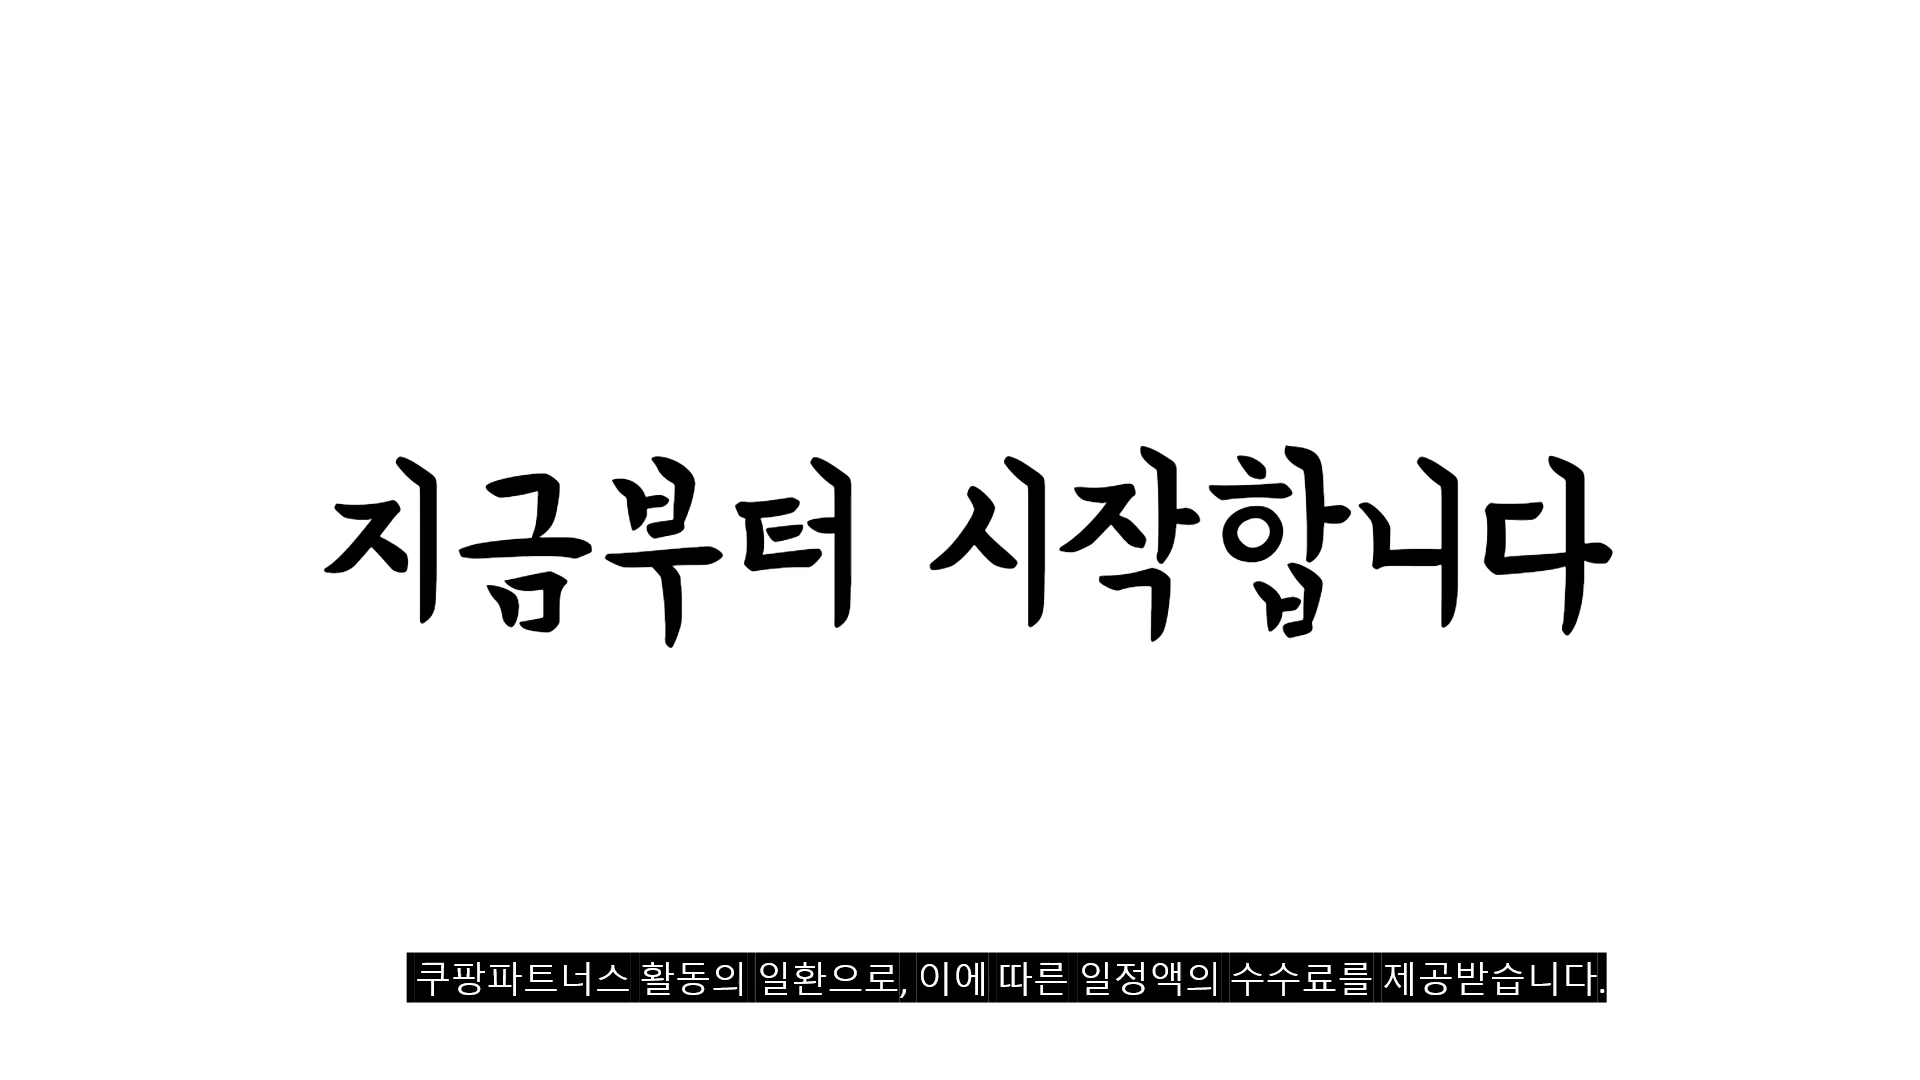 지금부터 시작합니다
쿠팡파트너스 활동의 일환으로, 이에 따른 일정액의 수수료를 제공받습니다.